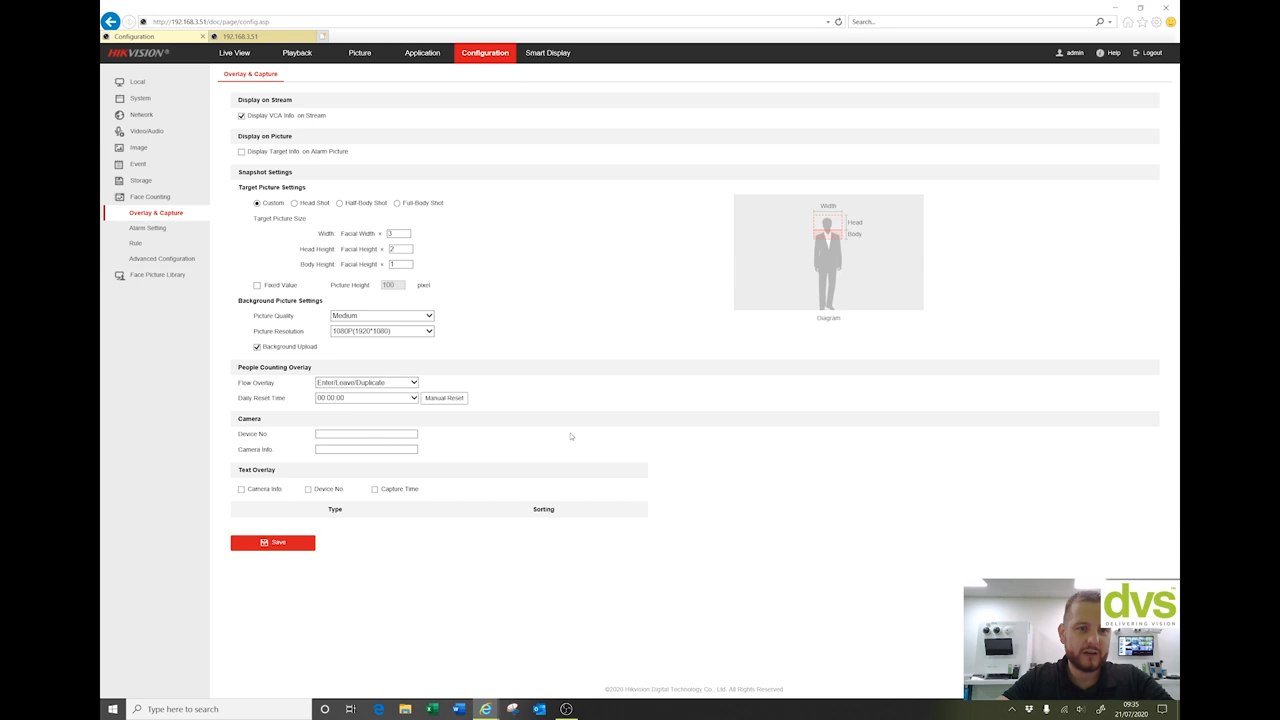 http://192.168.3.51/doc/page/config.asp
Search...
Configuration
192.168.3.51
HIKVISION®
Live View
Playback
Picture
Application
Configuration
Smart Display
admin
Help
Logout
Local
System
Network
Video/Audio
Image
Event
Storage
Face Counting
Overlay & Capture
Alarm Setting
Rule
Advanced Configuration
Face Picture Library
Overlay & Capture
Display on Stream
Display VCA Info. on Stream
Display on Picture
Display Target Info. on Alarm Picture
Snapshot Settings
Target Picture Settings
Custom Head Shot Half-Body Shot Full-Body Shot
Target Picture Size
Width: Facial Width × 3
Head Height: Facial Height × 2
Body Height: Facial Height × 1
Fixed Value Picture Height 100 pixel
Width
Head
Body
Diagram
Background Picture Settings
Picture Quality Medium
Picture Resolution 1080P(1920*1080)
Background Upload
People Counting Overlay
Flow Overlay Enter/Leave/Duplicate
Daily Reset Time 00:00:00 Manual Reset
Camera
Device No.
Camera Info.
Text Overlay
Camera Info. Device No. Capture Time
Type Sorting
Save
dvs
DELIVERING VISION
©2020 Hikvision Digital Technology Co., Ltd. All Rights Reserved
Type here to search
09:35
21/07/2020